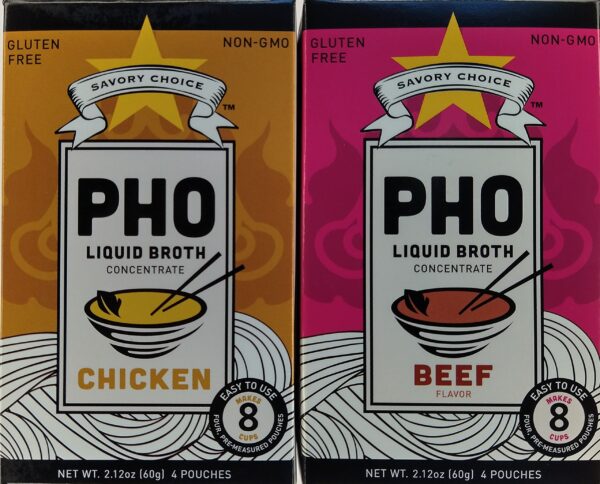 GLUTEN
FREE
NON-GMO
SAVORY CHOICE
™
PHO
LIQUID BROTH
CONCENTRATE
CHICKEN
EASY TO USE
MAKES
8
CUPS
FOUR, PRE-MEASURED POUCHES
NET WT. 2.12oz (60g) 4 POUCHES
GLUTEN
FREE
NON-GMO
SAVORY CHOICE
™
PHO
LIQUID BROTH
CONCENTRATE
BEEF
FLAVOR
EASY TO USE
MAKES
8
CUPS
FOUR, PRE-MEASURED POUCHES
NET WT. 2.12oz (60g) 4 POUCHES